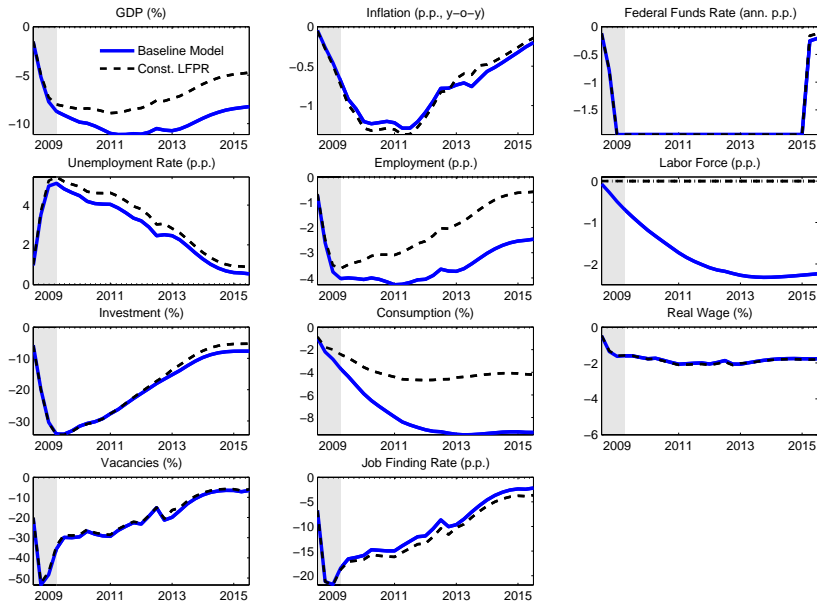 GDP (%)
Inflation (p.p., y−o−y)
Federal Funds Rate (ann. p.p.)
Baseline Model
Const. LFPR
0
−5
−10
2009 2011 2013 2015
0
−0.5
−1
2009 2011 2013 2015
0
−0.5
−1
−1.5
2009 2011 2013 2015
Unemployment Rate (p.p.)
Employment (p.p.)
Labor Force (p.p.)
4
2
0
2009 2011 2013 2015
0
−1
−2
−3
−4
2009 2011 2013 2015
0
−1
−2
2009 2011 2013 2015
Investment (%)
Consumption (%)
Real Wage (%)
0
−10
−20
−30
2009 2011 2013 2015
0
−2
−4
−6
−8
2009 2011 2013 2015
0
−2
−4
−6
2009 2011 2013 2015
Vacancies (%)
Job Finding Rate (p.p.)
0
−10
−20
−30
−40
−50
2009 2011 2013 2015
0
−5
−10
−15
−20
2009 2011 2013 2015